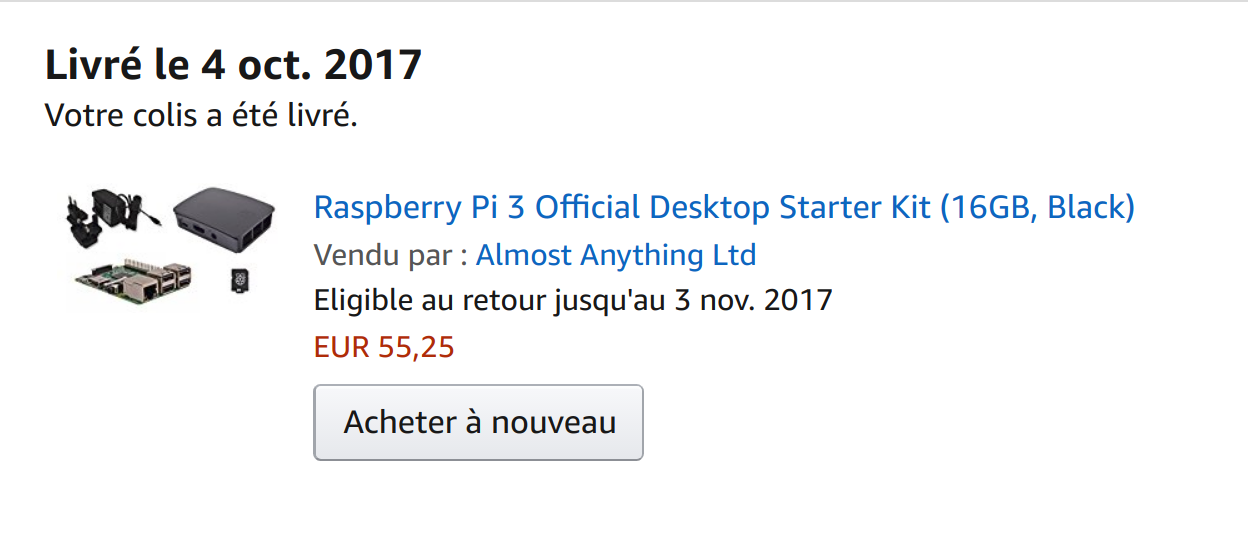 Livré le 4 oct. 2017
Votre colis a été livré.
Raspberry Pi 3 Official Desktop Starter Kit (16GB, Black)
Vendu par : Almost Anything Ltd
Eligible au retour jusqu'au 3 nov. 2017
EUR 55,25
Acheter à nouveau